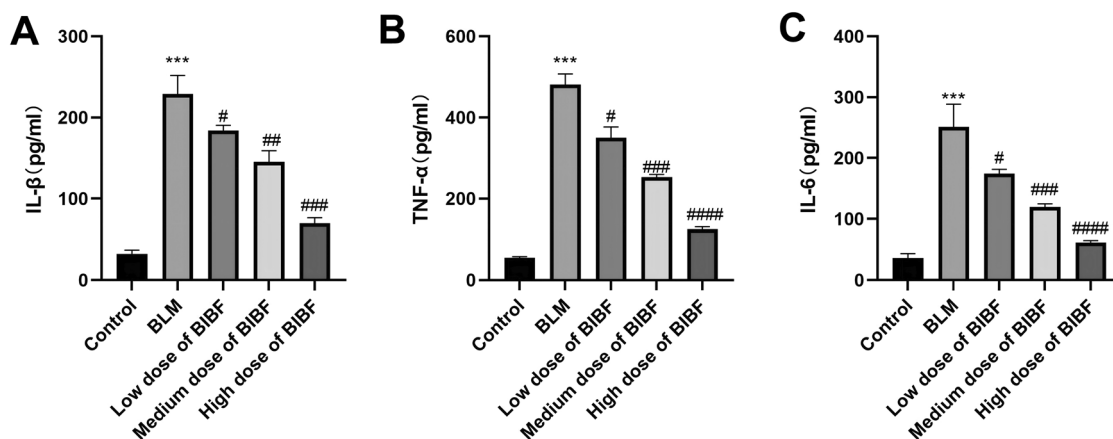 A
IL-β（pg/ml）
300
200
100
0
***
#
##
###
Control
BLM
Low dose of BIBF
Medium dose of BIBF
High dose of BIBF
B
TNF-α（pg/ml）
600
400
200
0
***
#
###
####
Control
BLM
Low dose of BIBF
Medium dose of BIBF
High dose of BIBF
C
IL-6（pg/ml）
400
300
200
100
0
***
#
###
####
Control
BLM
Low dose of BIBF
Medium dose of BIBF
High dose of BIBF